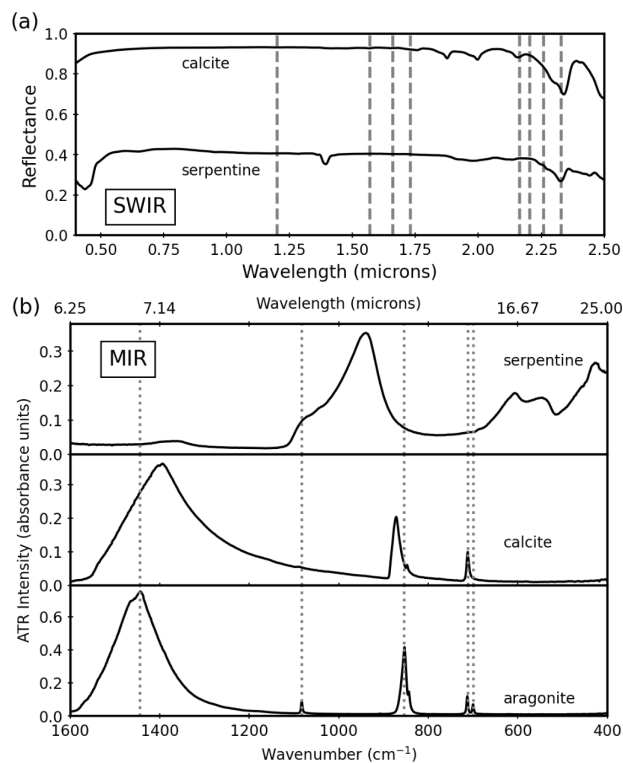 (a)
1.0
0.8
0.6
0.4
0.2
0.0
Reflectance
calcite
serpentine
SWIR
0.50 0.75 1.00 1.25 1.50 1.75 2.00 2.25 2.50
Wavelength (microns)
(b)
Wavelength (microns)
6.25 7.14 16.67 25.00
MIR
serpentine
0.3
0.2
0.1
0.0
calcite
0.3
0.2
0.1
0.0
aragonite
0.6
0.4
0.2
0.0
ATR Intensity (absorbance units)
1600 1400 1200 1000 800 600 400
Wavenumber (cm⁻¹)